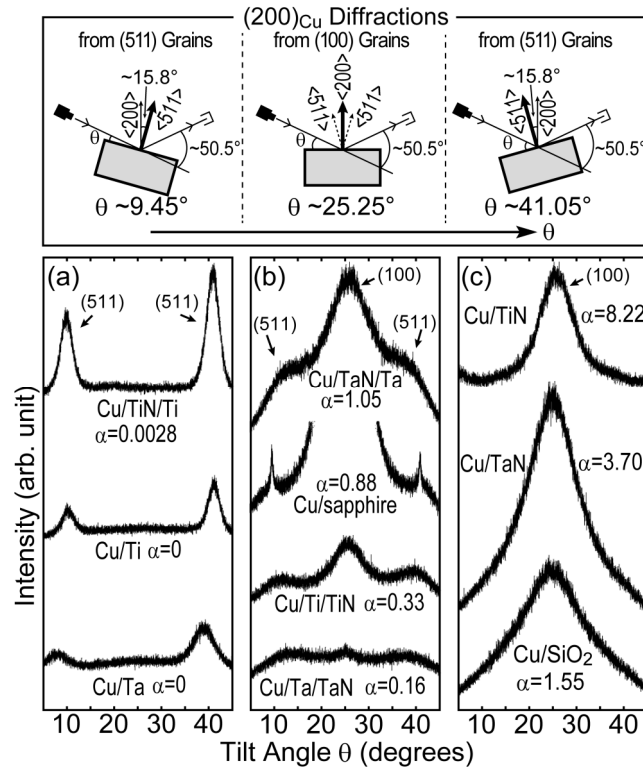 (200)Cu Diffractions
from (511) Grains
from (100) Grains
from (511) Grains
~15.8°
<200>
<511>
θ
~50.5°
θ ~9.45°
<200>
<511>
<511>
θ
~50.5°
θ ~25.25°
~15.8°
<511>
<200>
θ
~50.5°
θ ~41.05°
θ
Intensity (arb. unit)
(a)
(511)
(511)
Cu/TiN/Ti
α=0.0028
Cu/Ti α=0
Cu/Ta α=0
10 20 30 40
(b)
(100)
(511)
(511)
Cu/TaN/Ta
α=1.05
α=0.88
Cu/sapphire
Cu/Ti/TiN α=0.33
Cu/Ta/TaN α=0.16
10 20 30 40
(c)
(100)
Cu/TiN
α=8.22
Cu/TaN
α=3.70
Cu/SiO2
α=1.55
10 20 30 40
Tilt Angle θ (degrees)